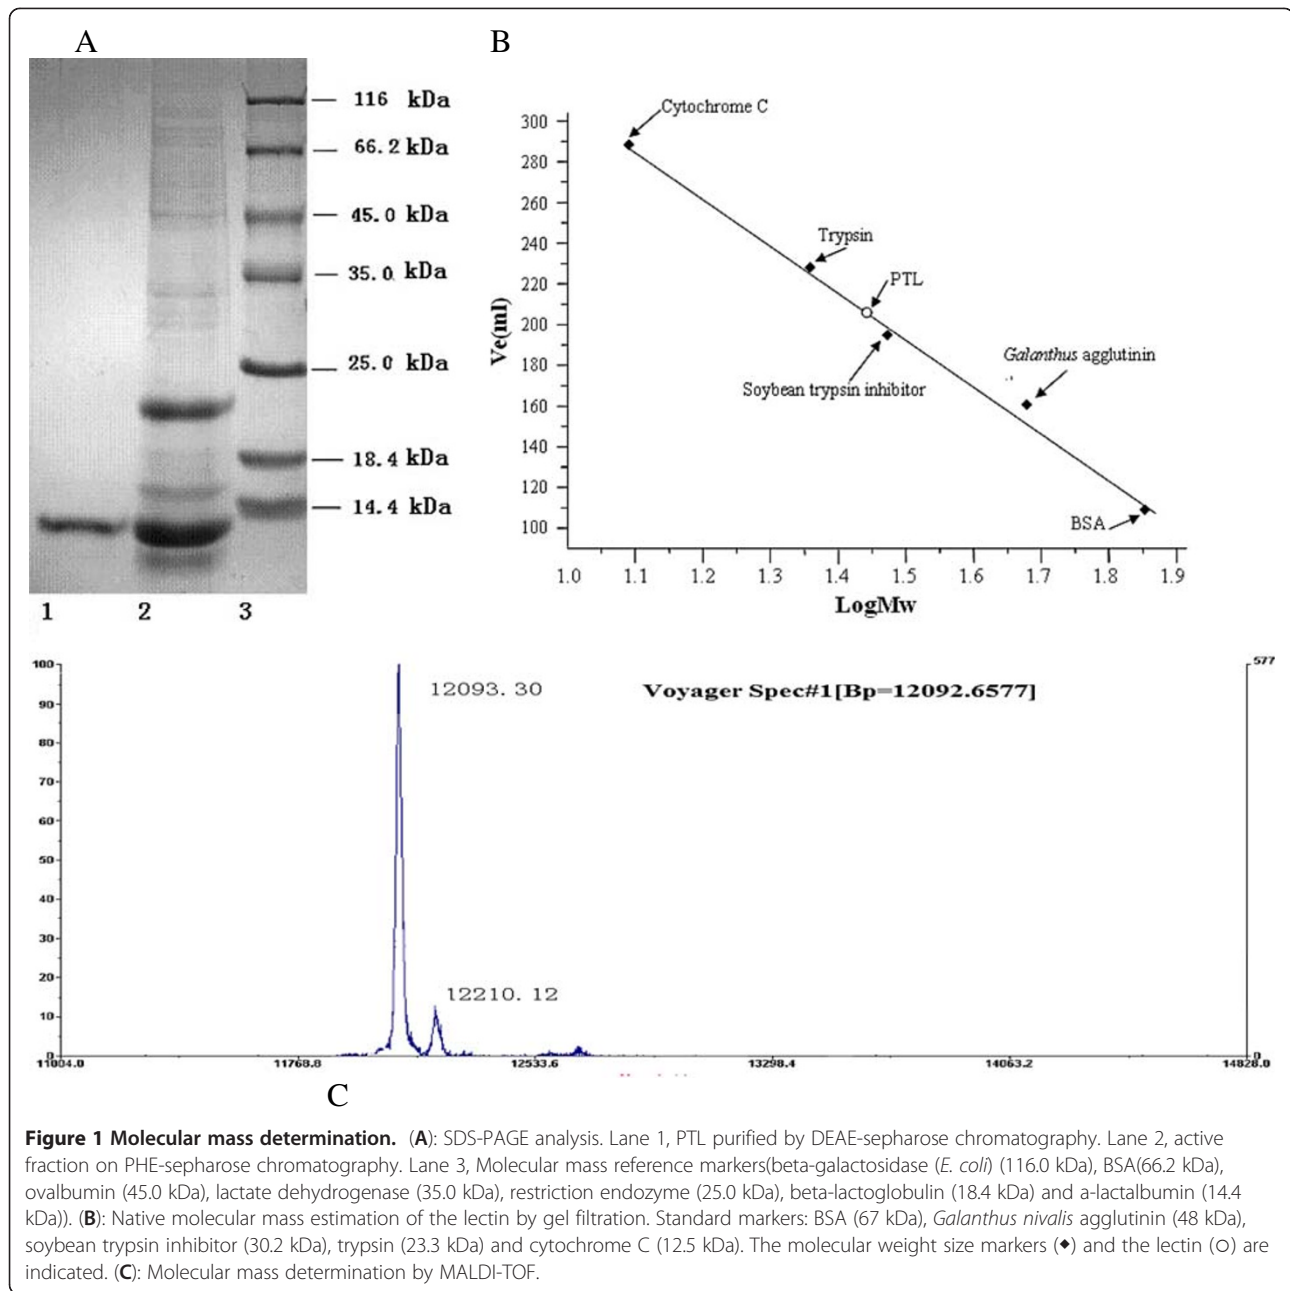 A
116 kDa
66.2 kDa
45.0 kDa
35.0 kDa
25.0 kDa
18.4 kDa
14.4 kDa
1 2 3
B
Cytochrome C
Trypsin
PTL
Soybean trypsin inhibitor
Galanthus agglutinin
BSA
Ve(ml)
300
280
260
240
220
200
180
160
140
120
100
1.0 1.1 1.2 1.3 1.4 1.5 1.6 1.7 1.8 1.9
LogMw
100
90
80
70
60
50
40
30
20
10
0
577
0
12093.30
Voyager Spec#1[Bp=12092.6577]
12210.12
11004.0 11768.8 12533.6 13298.4 14063.2 14828.0
C
Figure 1 Molecular mass determination. (A): SDS-PAGE analysis. Lane 1, PTL purified by DEAE-sepharose chromatography. Lane 2, active
fraction on PHE-sepharose chromatography. Lane 3, Molecular mass reference markers(beta-galactosidase (E. coli) (116.0 kDa), BSA(66.2 kDa),
ovalbumin (45.0 kDa), lactate dehydrogenase (35.0 kDa), restriction endozyme (25.0 kDa), beta-lactoglobulin (18.4 kDa) and a-lactalbumin (14.4
kDa)). (B): Native molecular mass estimation of the lectin by gel filtration. Standard markers: BSA (67 kDa), Galanthus nivalis agglutinin (48 kDa),
soybean trypsin inhibitor (30.2 kDa), trypsin (23.3 kDa) and cytochrome C (12.5 kDa). The molecular weight size markers (◆) and the lectin (○) are
indicated. (C): Molecular mass determination by MALDI-TOF.